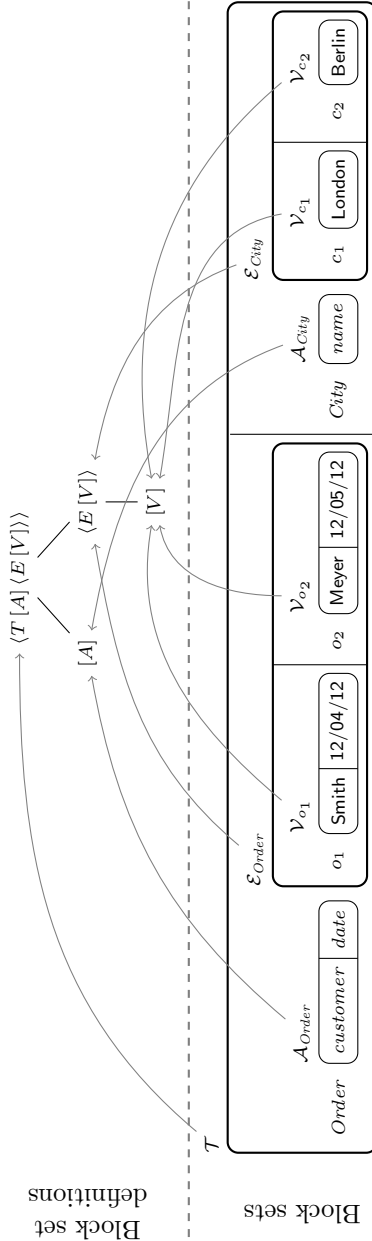 Block set
definitions
⟨T [A] ⟨E [V]⟩⟩
[A]
⟨E [V]⟩
[V]
Block sets
𝒯
Order
𝒜_Order
customer date
ℰ_Order
o₁
𝒱_o₁
Smith 12/04/12
o₂
𝒱_o₂
Meyer 12/05/12
City
𝒜_City
name
ℰ_City
c₁
𝒱_c₁
London
c₂
𝒱_c₂
Berlin